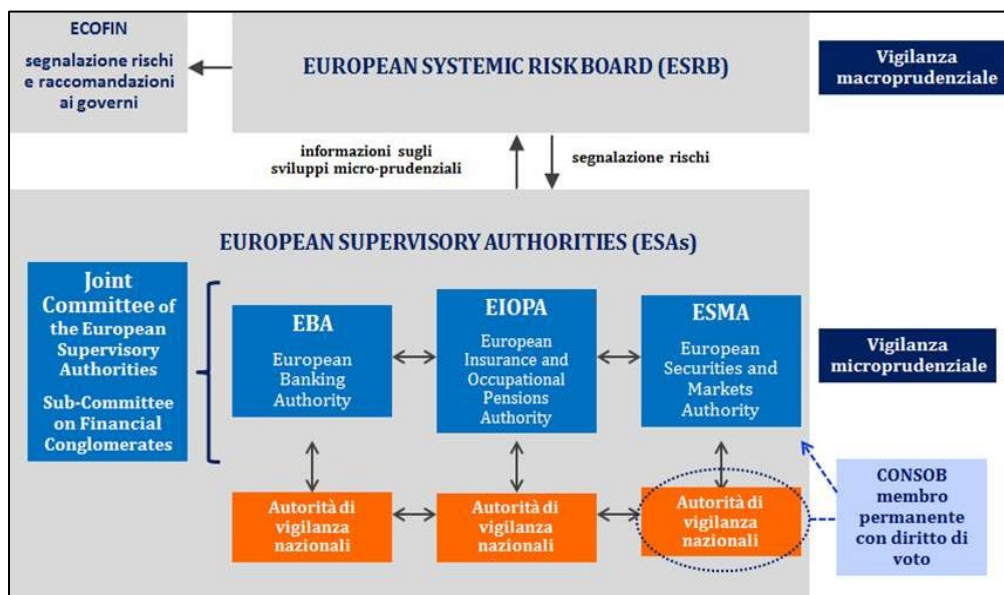 ECOFIN
segnalazione rischi
e raccomandazioni
ai governi
EUROPEAN SYSTEMIC RISK BOARD (ESRB)
Vigilanza
macroprudenziale
informazioni sugli
sviluppi micro-prudenziali
segnalazione rischi
EUROPEAN SUPERVISORY AUTHORITIES (ESAs)
Joint
Committee of
the European
Supervisory
Authorities
Sub-Committee
on Financial
Conglomerates
EBA
European
Banking
Authority
EIOPA
European
Insurance and
Occupational
Pensions
Authority
ESMA
European
Securities and
Markets
Authority
Vigilanza
microprudenziale
Autorità di
vigilanza
nazionali
Autorità di
vigilanza
nazionali
Autorità di
vigilanza
nazionali
CONSOB
membro
permanente
con diritto di
voto